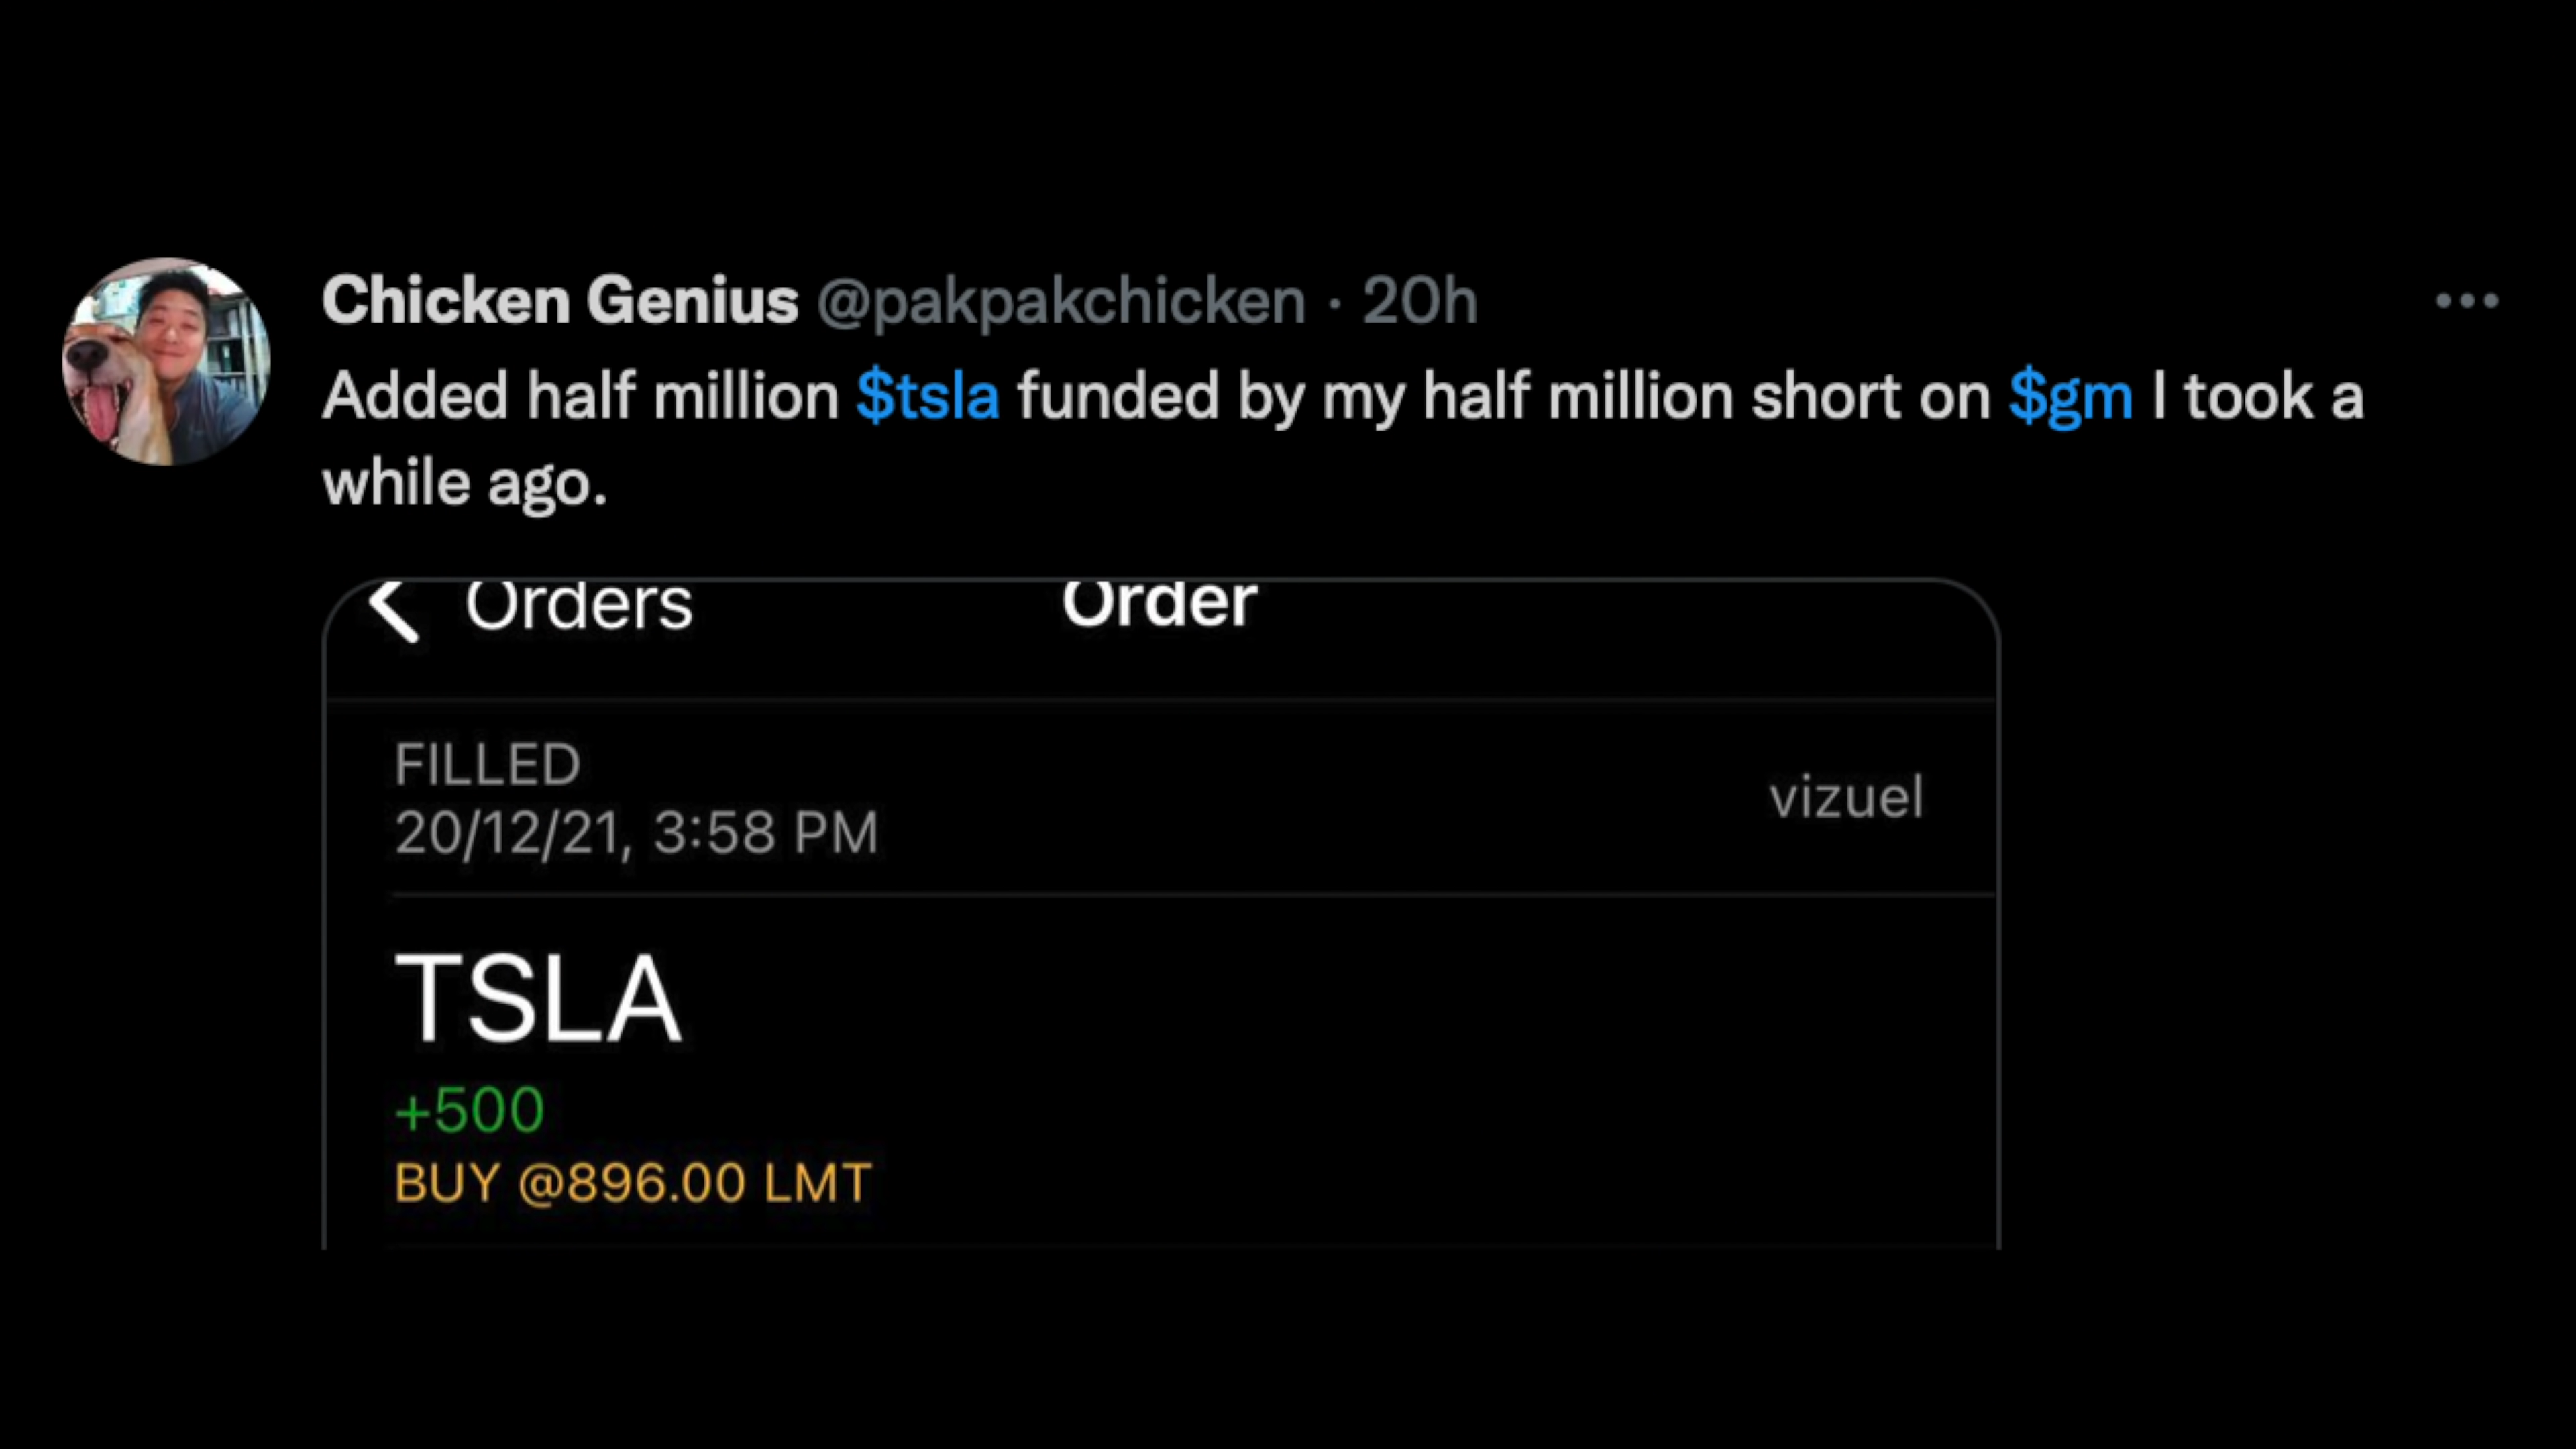 Chicken Genius @pakpakchicken · 20h
Added half million $tsla funded by my half million short on $gm I took a
while ago.
Orders Order
FILLED
20/12/21, 3:58 PM
vizuel
TSLA
+500
BUY @896.00 LMT